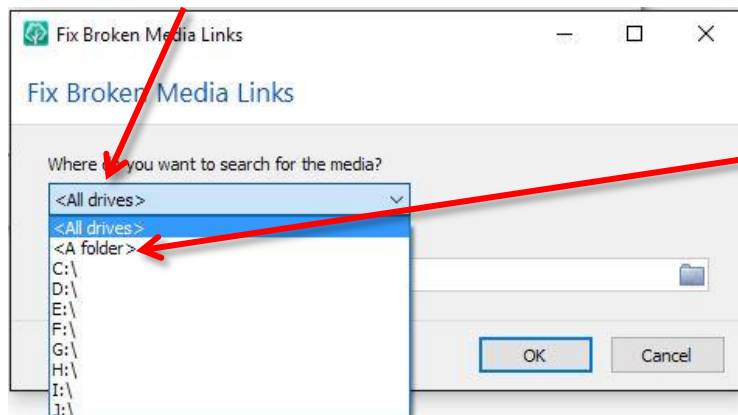 Fix Broken Media Links
Fix Broken Media Links
Where do you want to search for the media?
<All drives>
<All drives>
<A folder>
C:\
D:\
E:\
F:\
G:\
H:\
I:\
J:\
OK
Cancel